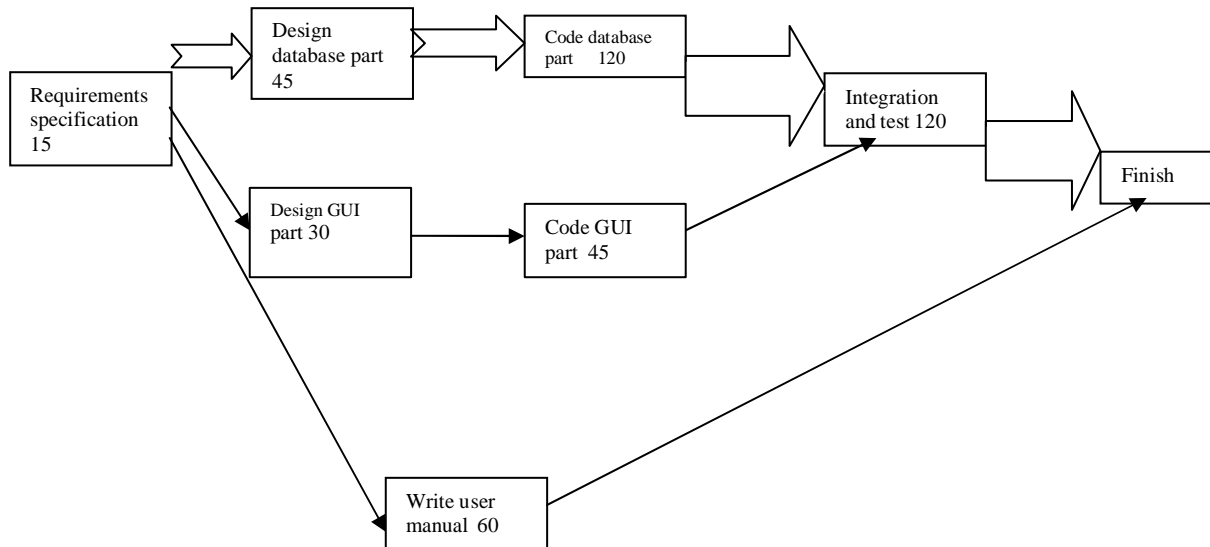 Design
database part
45
Code database
part 120
Requirements
specification
15
Integration
and test 120
Finish
Design GUI
part 30
Code GUI
part 45
Write user
manual 60